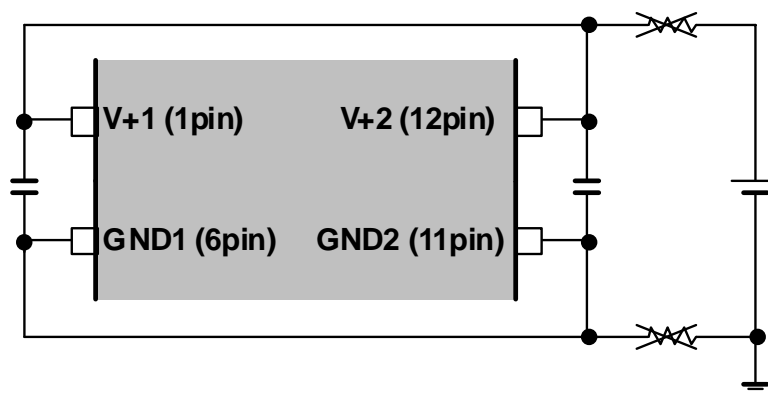 V+1 (1pin)
V+2 (12pin)
GND1 (6pin)
GND2 (11pin)